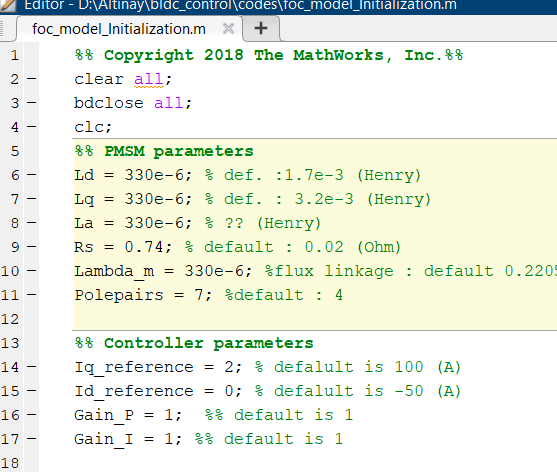 Editor - D:\Altinay\bldc_control\codes\foc_model_Initialization.m
foc_model_Initialization.m × +
1 %% Copyright 2018 The MathWorks, Inc.%%
2 – clear all;
3 – bdclose all;
4 – clc;
5 %% PMSM parameters
6 – Ld = 330e-6; % def. :1.7e-3 (Henry)
7 – Lq = 330e-6; % def. : 3.2e-3 (Henry)
8 – La = 330e-6; % ?? (Henry)
9 – Rs = 0.74; % default : 0.02 (Ohm)
10 – Lambda_m = 330e-6; %flux linkage : default 0.2205
11 – Polepairs = 7; %default : 4
12
13 %% Controller parameters
14 – Iq_reference = 2; % defalult is 100 (A)
15 – Id_reference = 0; % defalult is -50 (A)
16 – Gain_P = 1;  %% default is 1
17 – Gain_I = 1; %% default is 1
18